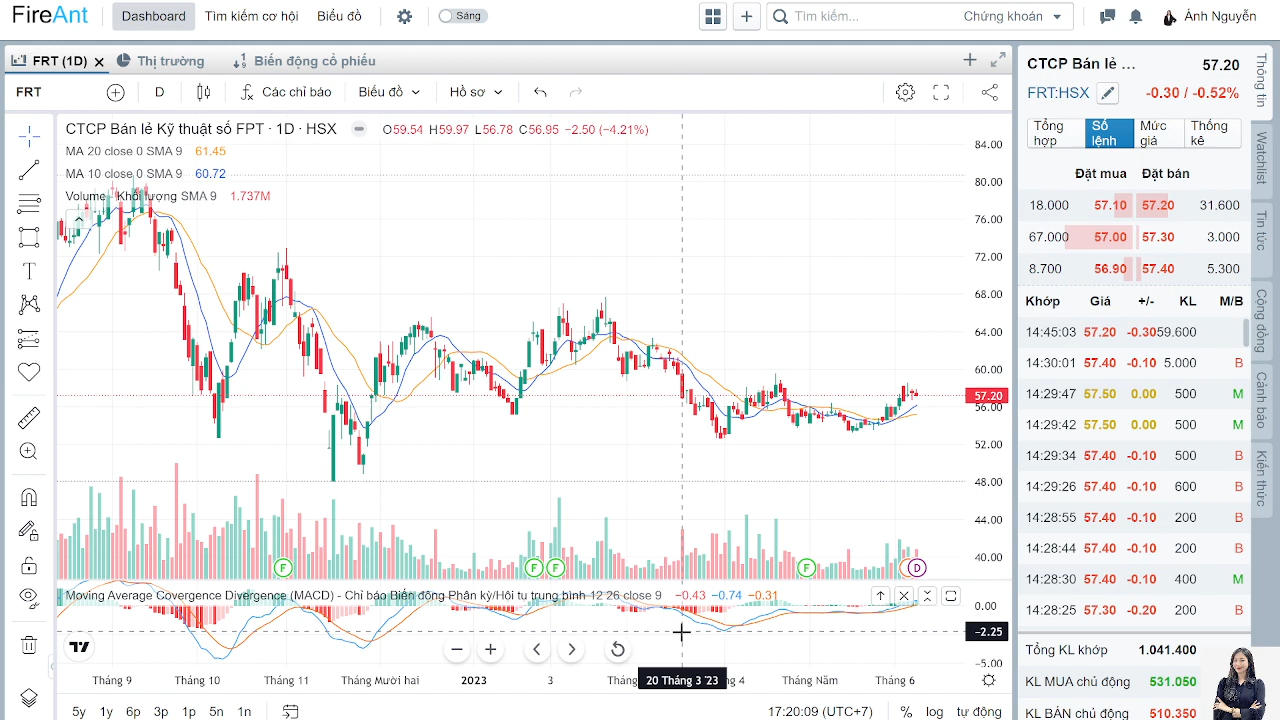 FireAnt
Dashboard
Tìm kiếm cơ hội
Biểu đồ
Sáng
Tìm kiếm...
Chứng khoán
Ánh Nguyễn
FRT (1D)
Thị trường
Biến động cổ phiếu
FRT
D
Các chỉ báo
Biểu đồ
Hồ sơ
CTCP Bán lẻ Kỹ thuật số FPT · 1D · HSX
O59.54 H59.97 L56.78 C56.95 −2.50 (−4.21%)
MA 20 close 0 SMA 9 61.45
MA 10 close 0 SMA 9 60.72
Volume - Khối lượng SMA 9 1.737M
84.00
80.00
76.00
72.00
68.00
64.00
60.00
57.20
56.00
52.00
48.00
44.00
40.00
F
F
F
F
D
Moving Average Covergence Divergence (MACD) - Chỉ báo Biến động Phân kỳ/Hội tụ trung bình 12 26 close 9 −0.43 −0.74 −0.31
0.00
−2.25
−5.00
Tháng 9
Tháng 10
Tháng 11
Tháng Mười hai
2023
3
20 Tháng 3 '23
Tháng Năm
Tháng 6
5y 1y 6p 3p 1p 5n 1n
17:20:09 (UTC+7)
% log tự động
CTCP Bán lẻ ...
57.20
FRT:HSX
-0.30 / -0.52%
Tổng hợp
Số lệnh
Mức giá
Thống kê
Đặt mua Đặt bán
18.000 57.10 57.20 31.600
67.000 57.00 57.30 3.000
8.700 56.90 57.40 5.300
Khớp Giá +/- KL M/B
14:45:03 57.20 -0.30 59.600
14:30:01 57.40 -0.10 5.000 B
14:29:47 57.50 0.00 500 M
14:29:42 57.50 0.00 500 M
14:29:34 57.40 -0.10 500 B
14:29:26 57.40 -0.10 600 B
14:28:55 57.40 -0.10 200 B
14:28:44 57.40 -0.10 200 B
14:28:30 57.40 -0.10 400 M
14:28:25 57.30 -0.20 200 B
Tổng KL khớp 1.041.400
KL MUA chủ động 531.050
KL BÁN chủ động 510.350
Thông tin
Watchlist
Tin tức
Cộng đồng
Cảnh báo
Kiến thức